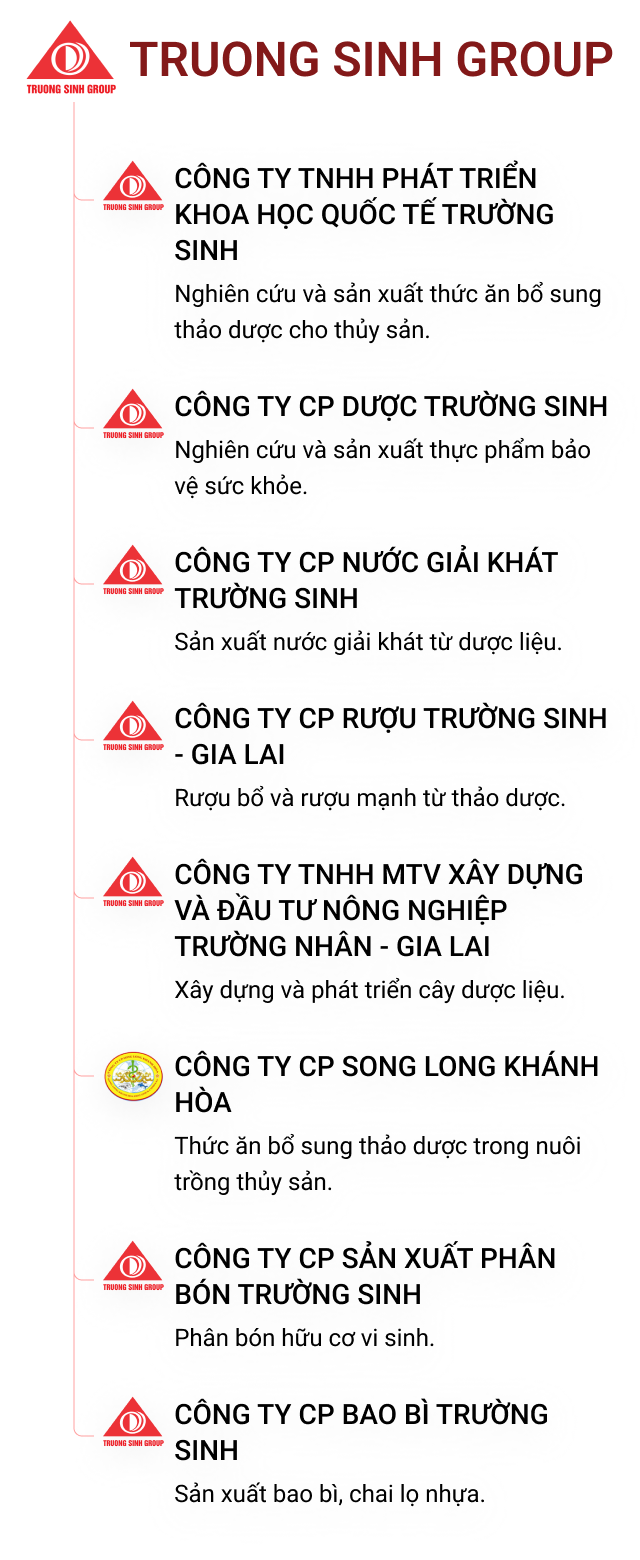 TRUONG SINH GROUP
TRUONG SINH GROUP
TRUONG SINH GROUP
CÔNG TY TNHH PHÁT TRIỂN
KHOA HỌC QUỐC TẾ TRƯỜNG
SINH
Nghiên cứu và sản xuất thức ăn bổ sung
thảo dược cho thủy sản.
TRUONG SINH GROUP
CÔNG TY CP DƯỢC TRƯỜNG SINH
Nghiên cứu và sản xuất thực phẩm bảo
vệ sức khỏe.
TRUONG SINH GROUP
CÔNG TY CP NƯỚC GIẢI KHÁT
TRƯỜNG SINH
Sản xuất nước giải khát từ dược liệu.
TRUONG SINH GROUP
CÔNG TY CP RƯỢU TRƯỜNG SINH
- GIA LAI
Rượu bổ và rượu mạnh từ thảo dược.
TRUONG SINH GROUP
CÔNG TY TNHH MTV XÂY DỰNG
VÀ ĐẦU TƯ NÔNG NGHIỆP
TRƯỜNG NHÂN - GIA LAI
Xây dựng và phát triển cây dược liệu.
CÔNG TY CP SONG LONG KHÁNH
HÒA
Thức ăn bổ sung thảo dược trong nuôi
trồng thủy sản.
TRUONG SINH GROUP
CÔNG TY CP SẢN XUẤT PHÂN
BÓN TRƯỜNG SINH
Phân bón hữu cơ vi sinh.
TRUONG SINH GROUP
CÔNG TY CP BAO BÌ TRƯỜNG
SINH
Sản xuất bao bì, chai lọ nhựa.